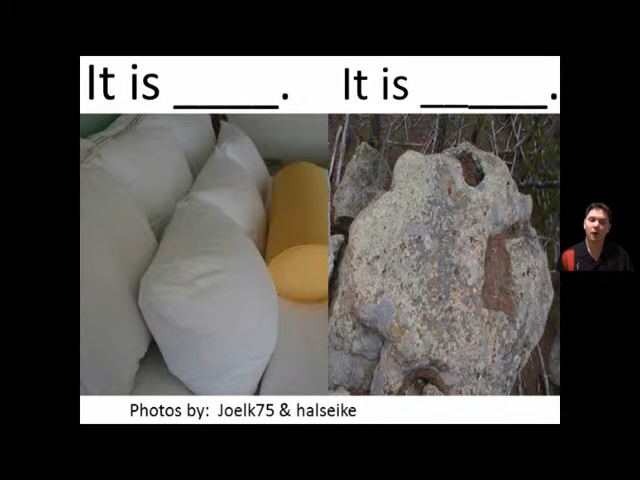 It is ____.
It is _____.
Photos by: Joelk75 & halseike